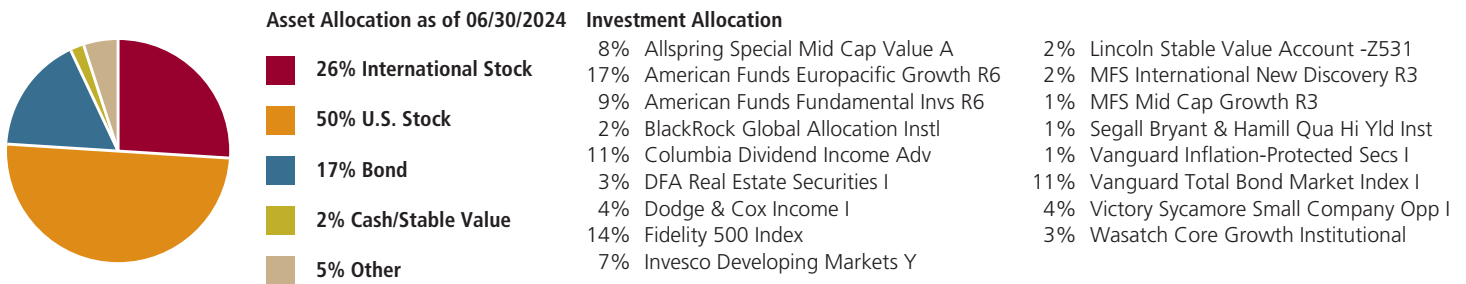 Asset Allocation as of 06/30/2024
26% International Stock
50% U.S. Stock
17% Bond
2% Cash/Stable Value
5% Other
Investment Allocation
8% Allspring Special Mid Cap Value A
17% American Funds Europacific Growth R6
9% American Funds Fundamental Invs R6
2% BlackRock Global Allocation Instl
11% Columbia Dividend Income Adv
3% DFA Real Estate Securities I
4% Dodge & Cox Income I
14% Fidelity 500 Index
7% Invesco Developing Markets Y
2% Lincoln Stable Value Account -Z531
2% MFS International New Discovery R3
1% MFS Mid Cap Growth R3
1% Segall Bryant & Hamill Qua Hi Yld Inst
1% Vanguard Inflation-Protected Secs I
11% Vanguard Total Bond Market Index I
4% Victory Sycamore Small Company Opp I
3% Wasatch Core Growth Institutional